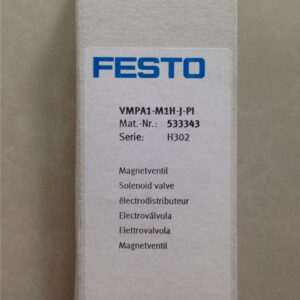 FESTO
VMPA1-M1H-J-PI
Mat.-Nr.: 533343
Serie: H302
Magnetventil
Solenoid valve
électrodistributeur
Electroválvula
Elettrovalvola
Magnetventil